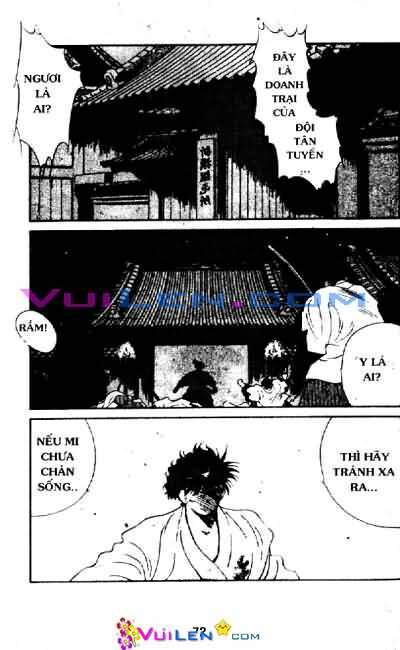 ĐÂY
LÀ
DOANH
TRẠI
CỦA
ĐỘI
TÂN
TUYỂN
...
NGƯƠI
LÀ
AI?
VUILEN.COM
RẦM!
Y LÀ
AI?
NẾU MI
CHƯA
CHÁN
SỐNG..
THÌ HÃY
TRÁNH XA
RA...
72
VUILEN
.COM